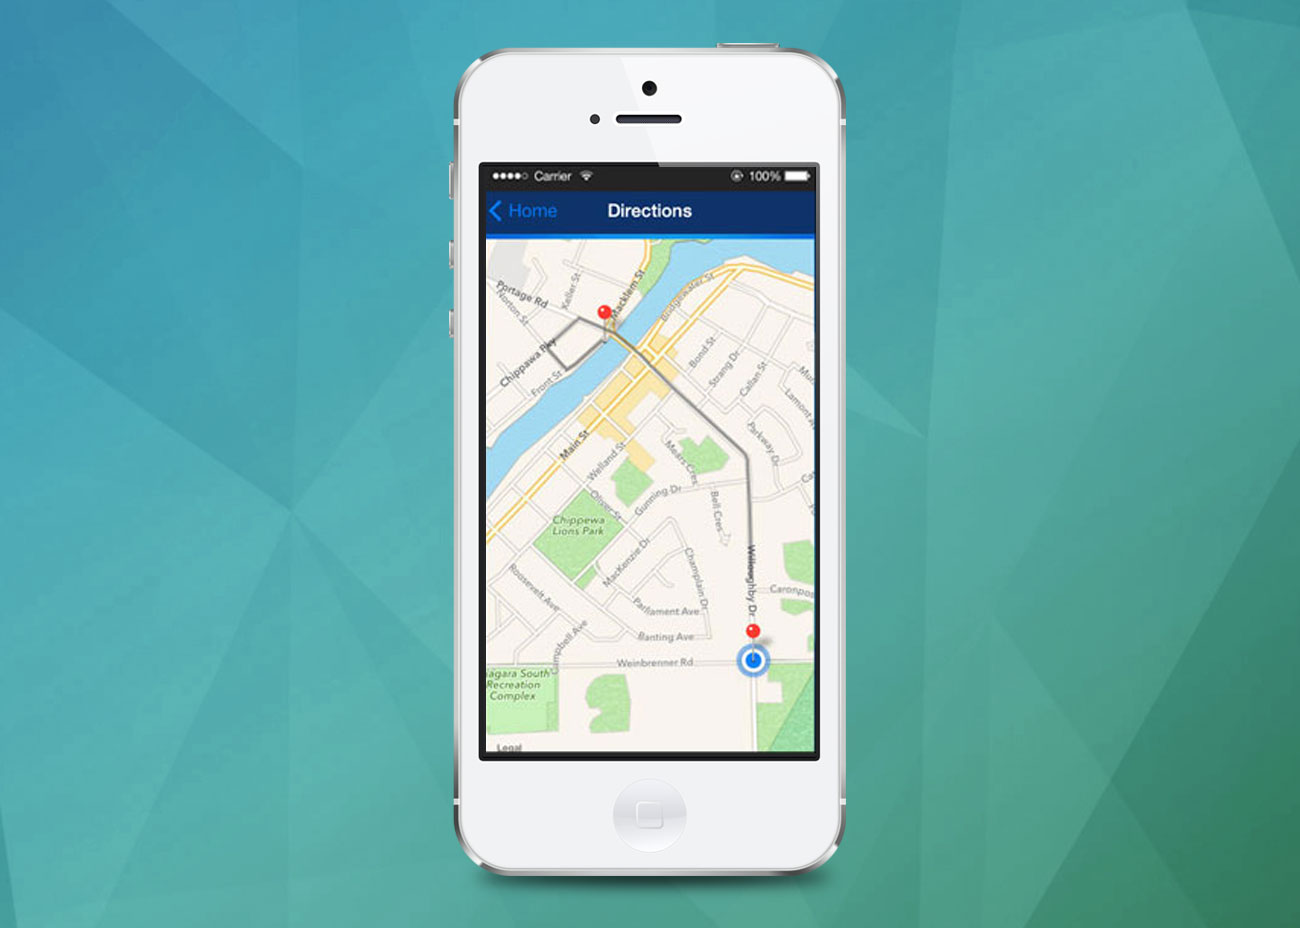 Carrier
100%
Home
Directions
Portage Rd
Norton St
Keller St
Macklem St
Bridgewater St
Chippawa Pky
Front St
Bond St
Strang Dr
Callan St
Lamont
Main St
Welland St
Mears Cres
Parkway Dr
Gunning Dr
Oliver St
Bell Cres
Chippewa
Lions Park
MacKenzie Dr
Champlain Dr
Willoughby Dr
Roosevelt Ave
Parliament Ave
Caronpos
Campbell Ave
Banting Ave
Weinbrenner Rd
iagara South
Recreation
Complex
Legal